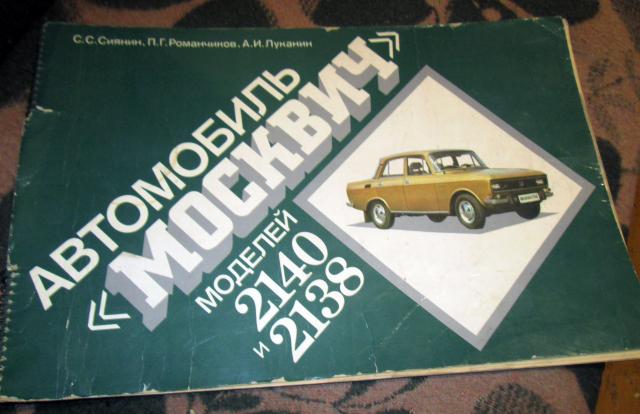 С.С.Сиянин, П.Г.Романчиков, А.И.Луканин
АВТОМОБИЛЬ
«МОСКВИЧ»
МОДЕЛЕЙ
2140
и 2138